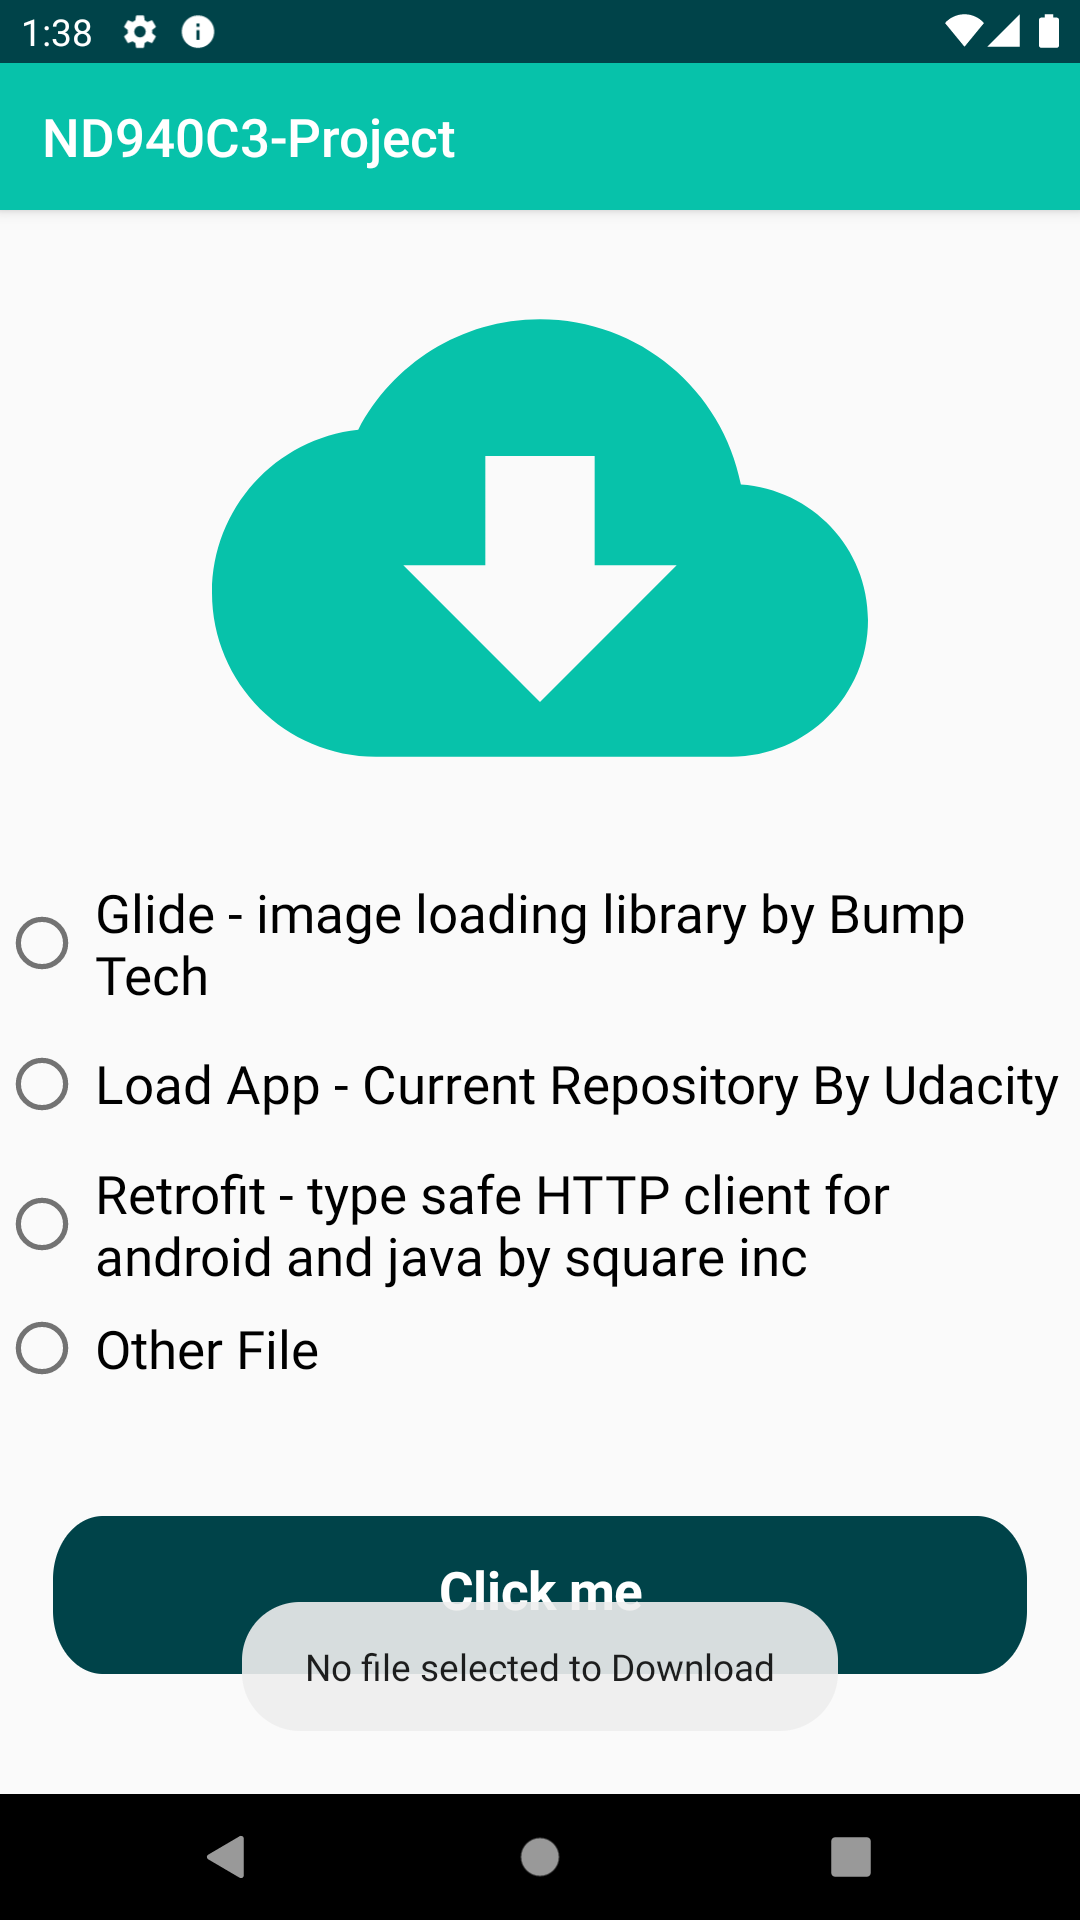 1:38
ND940C3-Project
Glide - image loading library by Bump
Tech
Load App - Current Repository By Udacity
Retrofit - type safe HTTP client for
android and java by square inc
Other File
Click me
No file selected to Download